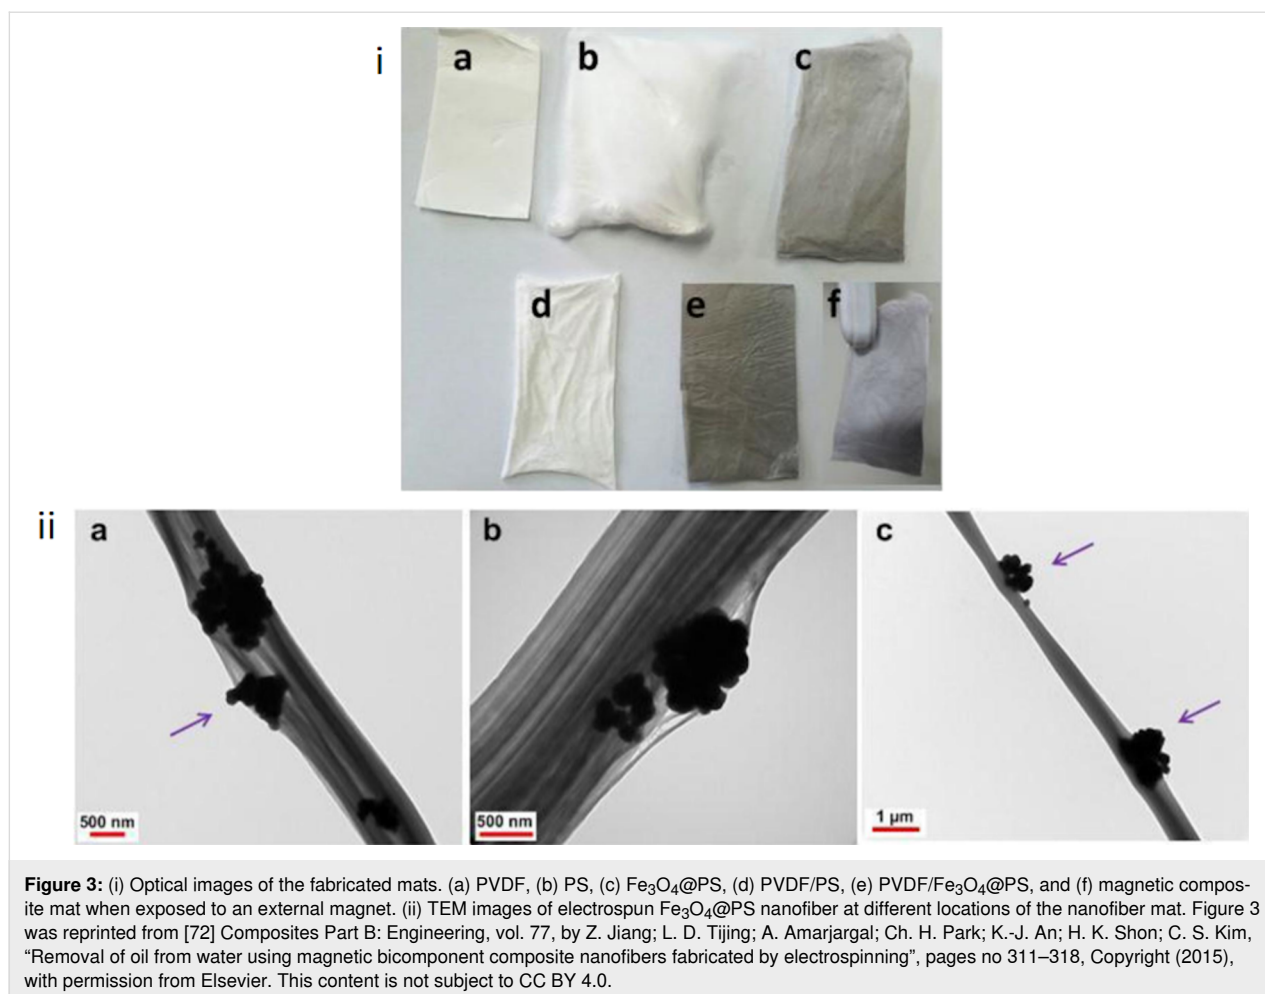 i
a
b
c
d
e
f
ii
a
b
c
500 nm
500 nm
1 µm
Figure 3: (i) Optical images of the fabricated mats. (a) PVDF, (b) PS, (c) Fe₃O₄@PS, (d) PVDF/PS, (e) PVDF/Fe₃O₄@PS, and (f) magnetic compos-
ite mat when exposed to an external magnet. (ii) TEM images of electrospun Fe₃O₄@PS nanofiber at different locations of the nanofiber mat. Figure 3
was reprinted from [72] Composites Part B: Engineering, vol. 77, by Z. Jiang; L. D. Tijing; A. Amarjargal; Ch. H. Park; K.-J. An; H. K. Shon; C. S. Kim,
“Removal of oil from water using magnetic bicomponent composite nanofibers fabricated by electrospinning”, pages no 311–318, Copyright (2015),
with permission from Elsevier. This content is not subject to CC BY 4.0.